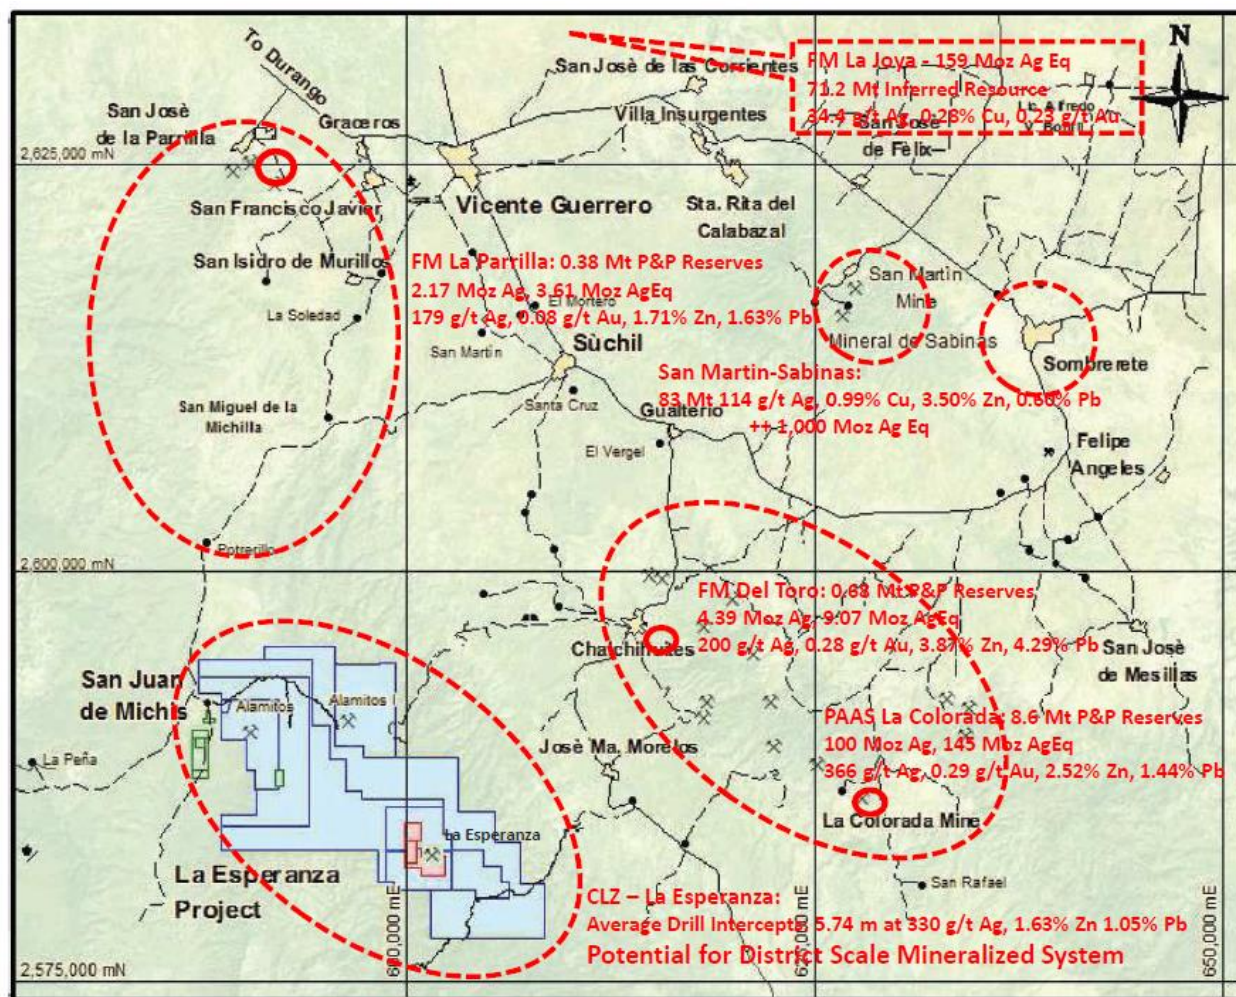 N
To Durango
San Josè de las Corrientes
FM La Joya - 159 Moz Ag Eq
71.2 Mt Inferred Resource
34.4 g/t Ag, 0.28% Cu, 0.23 g/t Au
San Josè
de la Parrilla
Graceros
Villa Insurgentes
San Josè
de Fèlix
Lic. Alfredo
V. Bonfil
2,625,000 mN
San Francisco Javier
Vicente Guerrero
Sta. Rita del
Calabazal
San Isidro de Murillos
FM La Parrilla: 0.38 Mt P&P Reserves
2.17 Moz Ag, 3.61 Moz AgEq
179 g/t Ag, 0.08 g/t Au, 1.71% Zn, 1.63% Pb
San Martìn
Mine
El Mortero
La Soledad
San Martìn
Sùchil
Mineral de Sabinas
Sombrerete
San Martin-Sabinas:
83 Mt 114 g/t Ag, 0.99% Cu, 3.50% Zn, 0.60% Pb
++ 1,000 Moz Ag Eq
San Miguel de la
Michilla
Santa Cruz
Gualterio
El Vergel
Felipe
Angeles
Potrerillo
2,600,000 mN
FM Del Toro: 0.68 Mt P&P Reserves
4.39 Moz Ag, 9.07 Moz AgEq
200 g/t Ag, 0.28 g/t Au, 3.87% Zn, 4.29% Pb
Chalchihuites
San Josè
de Mesillas
San Juan
de Michis
Alamitos
Alamitos I
PAAS La Colorada: 8.6 Mt P&P Reserves
100 Moz Ag, 145 Moz AgEq
366 g/t Ag, 0.29 g/t Au, 2.52% Zn, 1.44% Pb
Josè Ma. Morelos
La Peña
La Colorada Mine
La Esperanza
La Esperanza
Project
San Rafael
CLZ – La Esperanza:
Average Drill Intercepts 5.74 m at 330 g/t Ag, 1.63% Zn 1.05% Pb
Potential for District Scale Mineralized System
2,575,000 mN
650,000 mE